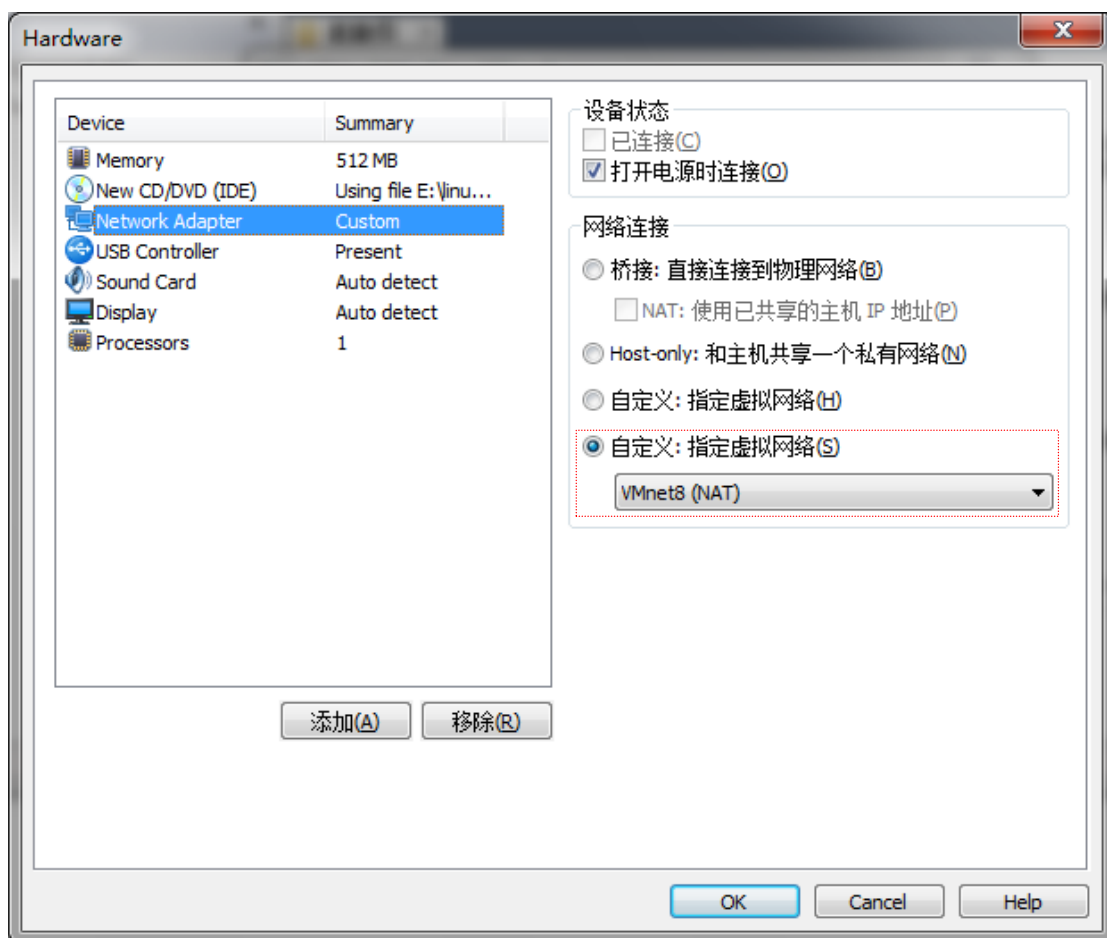 Hardware
Device Summary
Memory 512 MB
New CD/DVD (IDE) Using file E:\linu...
Network Adapter Custom
USB Controller Present
Sound Card Auto detect
Display Auto detect
Processors 1
添加(A) 移除(R)
设备状态
已连接(C)
打开电源时连接(O)
网络连接
桥接: 直接连接到物理网络(B)
NAT: 使用已共享的主机 IP 地址(P)
Host-only: 和主机共享一个私有网络(N)
自定义: 指定虚拟网络(H)
自定义: 指定虚拟网络(S)
VMnet8 (NAT)
OK Cancel Help